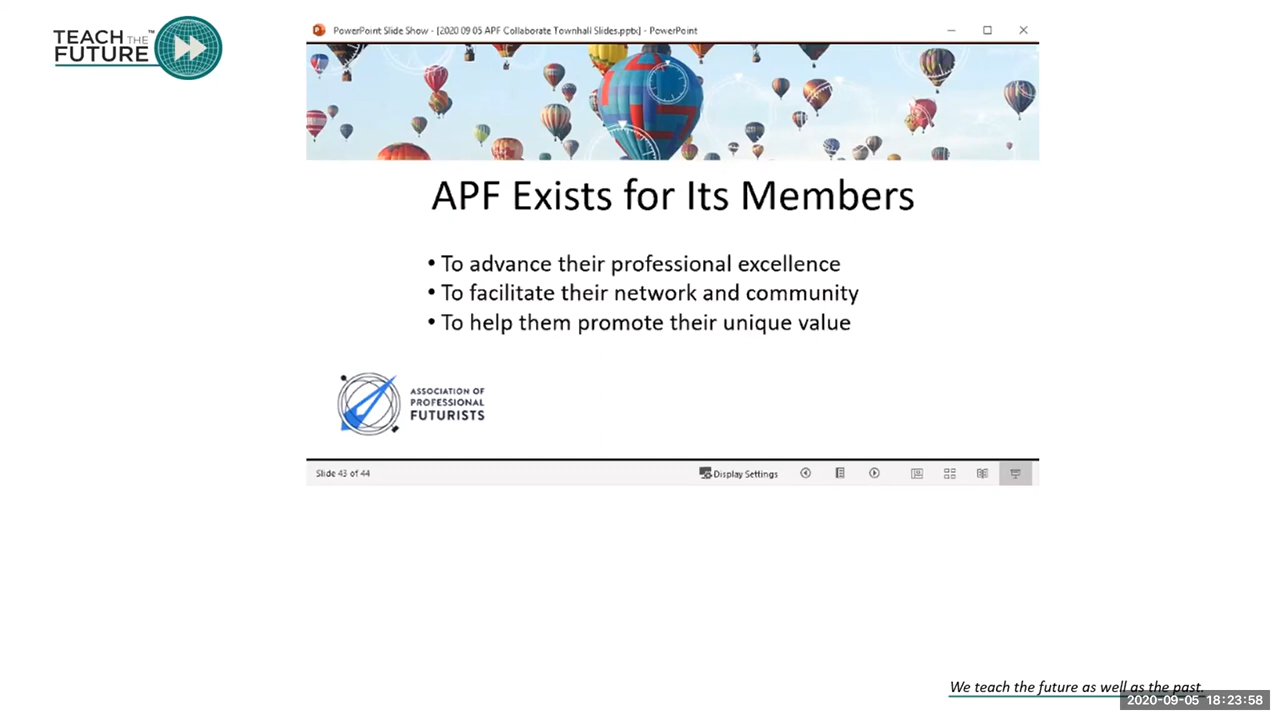 TEACH THE
FUTURE™
PowerPoint Slide Show - [2020 09 05 APF Collaborate Townhall Slides.pptx] - PowerPoint
APF Exists for Its Members
• To advance their professional excellence
• To facilitate their network and community
• To help them promote their unique value
ASSOCIATION OF
PROFESSIONAL
FUTURISTS
Slide 43 of 44
Display Settings
We teach the future as well as the past.
2020-09-05 18:23:58